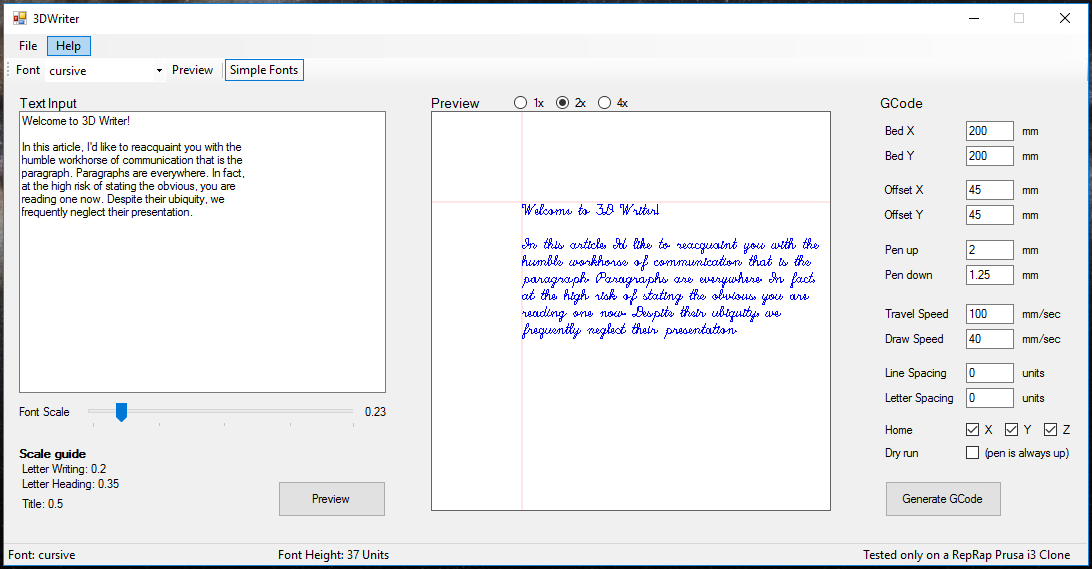 3DWriter
File Help
Font cursive Preview Simple Fonts
Text Input
Welcome to 3D Writer!
In this article, I'd like to reacquaint you with the
humble workhorse of communication that is the
paragraph. Paragraphs are everywhere. In fact,
at the high risk of stating the obvious, you are
reading one now. Despite their ubiquity, we
frequently neglect their presentation.
Font Scale 0.23
Scale guide
Letter Writing: 0.2
Letter Heading: 0.35
Title: 0.5
Preview
Preview 1x 2x 4x
Welcome to 3D Writer!
In this article, I'd like to reacquaint you with the
humble workhorse of communication that is the
paragraph. Paragraphs are everywhere. In fact,
at the high risk of stating the obvious, you are
reading one now. Despite their ubiquity, we
frequently neglect their presentation.
GCode
Bed X 200 mm
Bed Y 200 mm
Offset X 45 mm
Offset Y 45 mm
Pen up 2 mm
Pen down 1.25 mm
Travel Speed 100 mm/sec
Draw Speed 40 mm/sec
Line Spacing 0 units
Letter Spacing 0 units
Home X Y Z
Dry run (pen is always up)
Generate GCode
Font: cursive Font Height: 37 Units Tested only on a RepRap Prusa i3 Clone